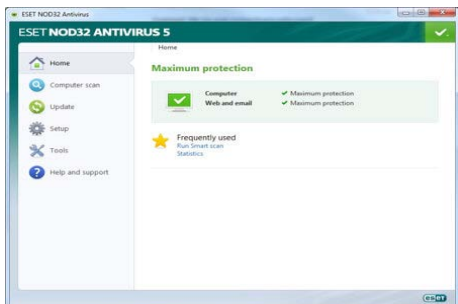 ESET NOD32 Antivirus
ESET NOD32 ANTIVIRUS 5
Home
Computer scan
Update
Setup
Tools
Help and support
Home
Maximum protection
Computer ✔ Maximum protection
Web and email ✔ Maximum protection
Frequently used
Run Smart scan
Statistics
eset